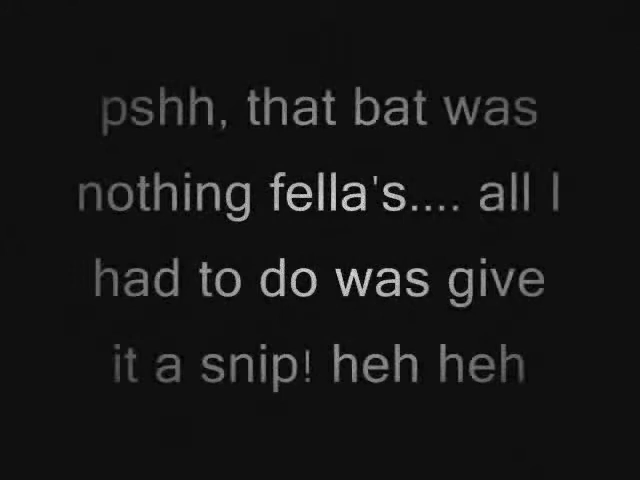 pshh, that bat was
nothing fella's.... all I
had to do was give
it a snip! heh heh